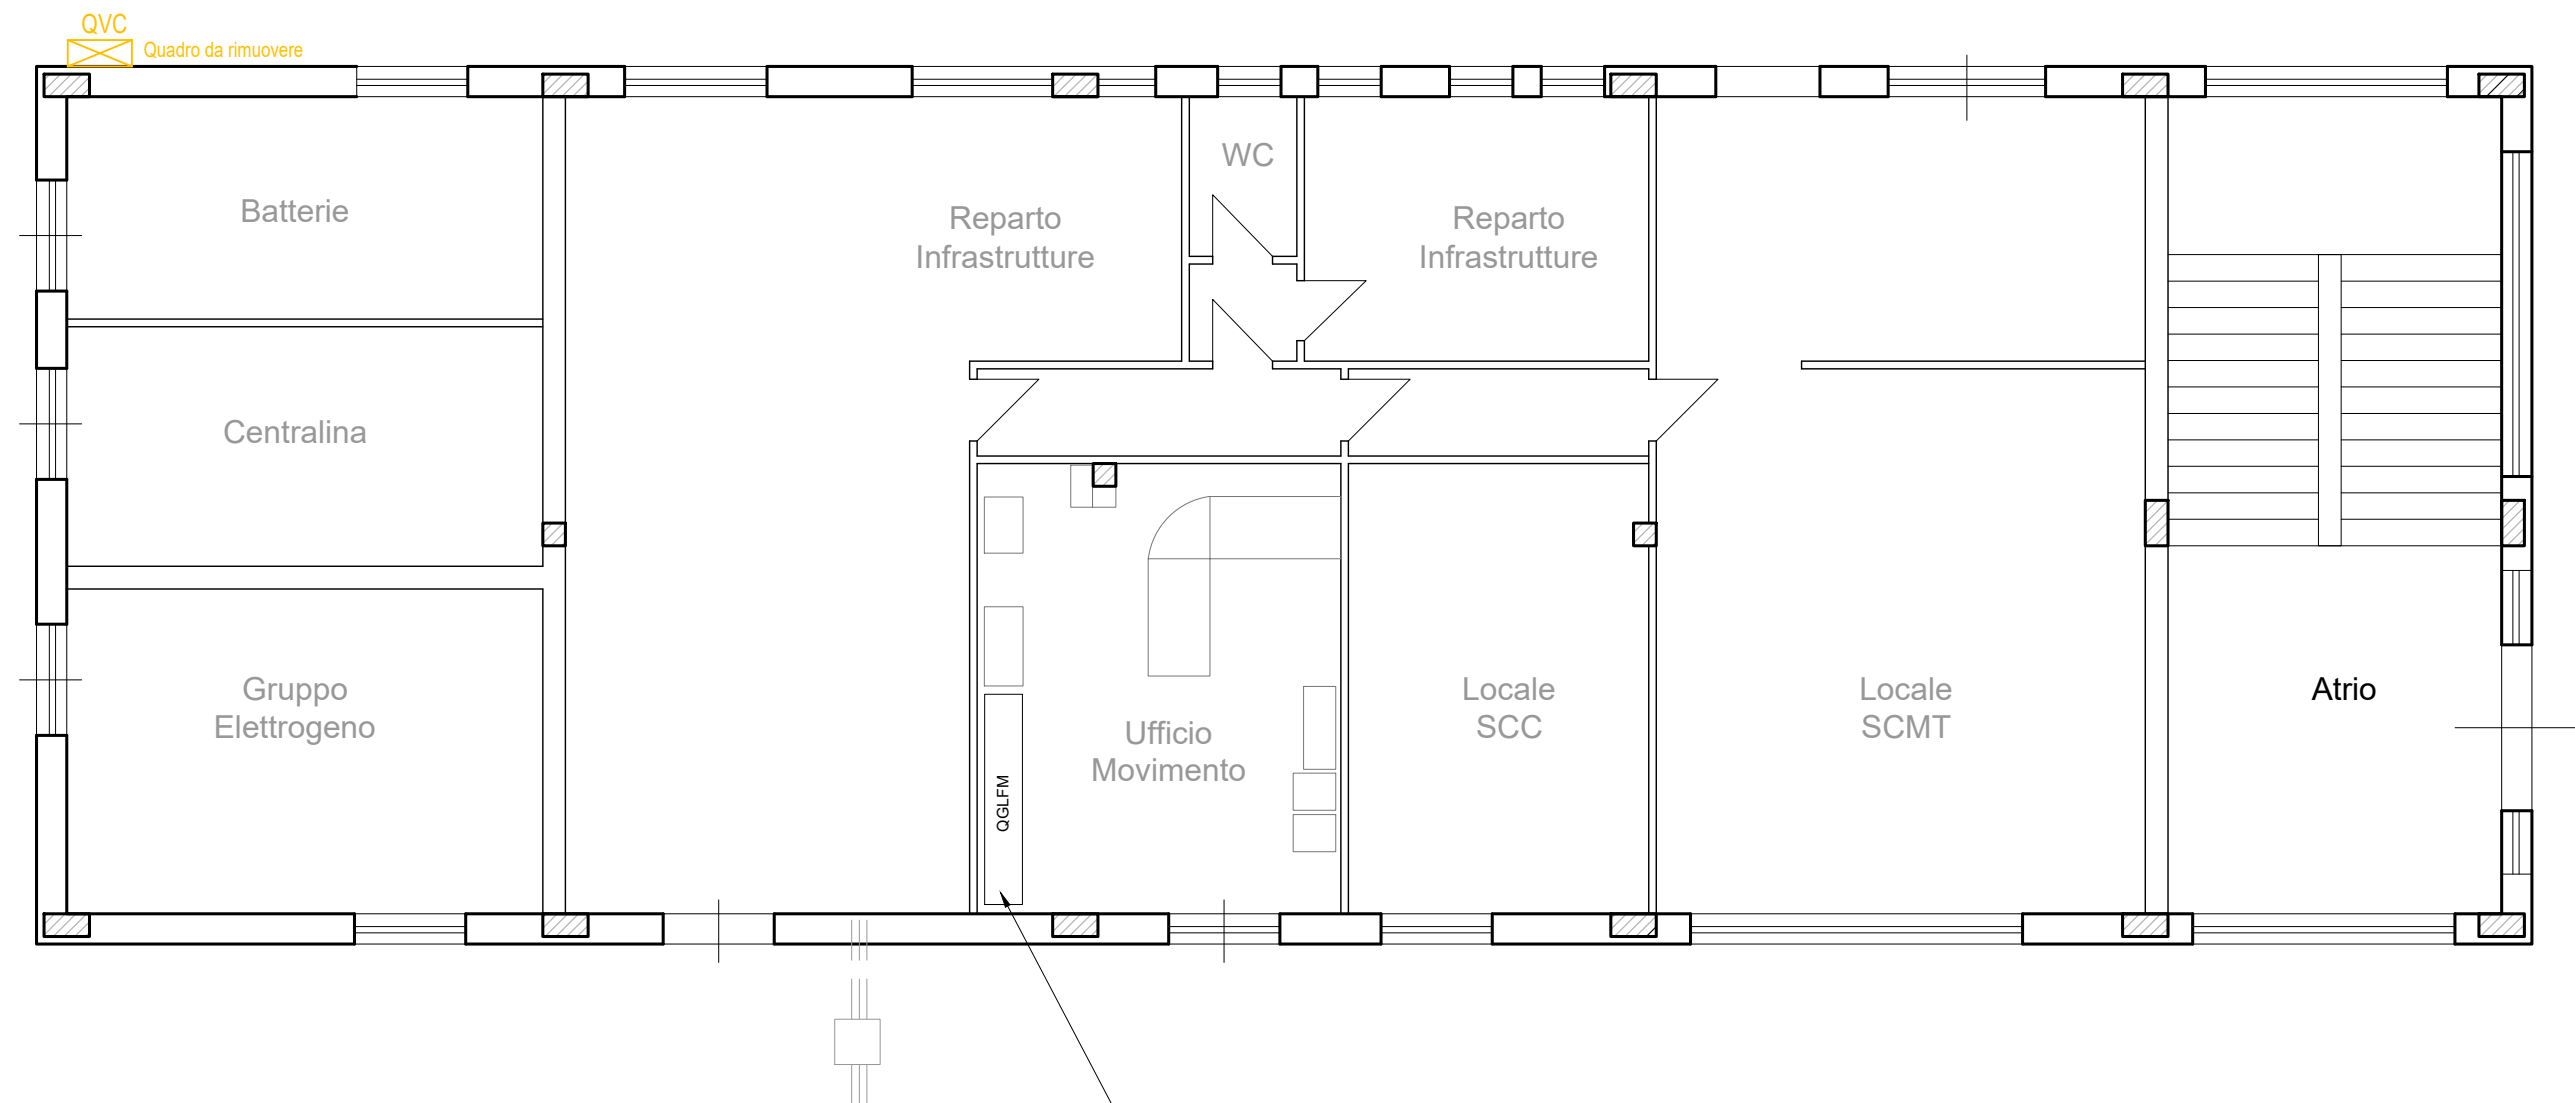 QVC
Quadro da rimuovere
WC
Batterie
Reparto
Infrastrutture
Reparto
Infrastrutture
Centralina
Gruppo
Elettrogeno
Ufficio
Movimento
QGLFM
Locale
SCC
Locale
SCMT
Atrio